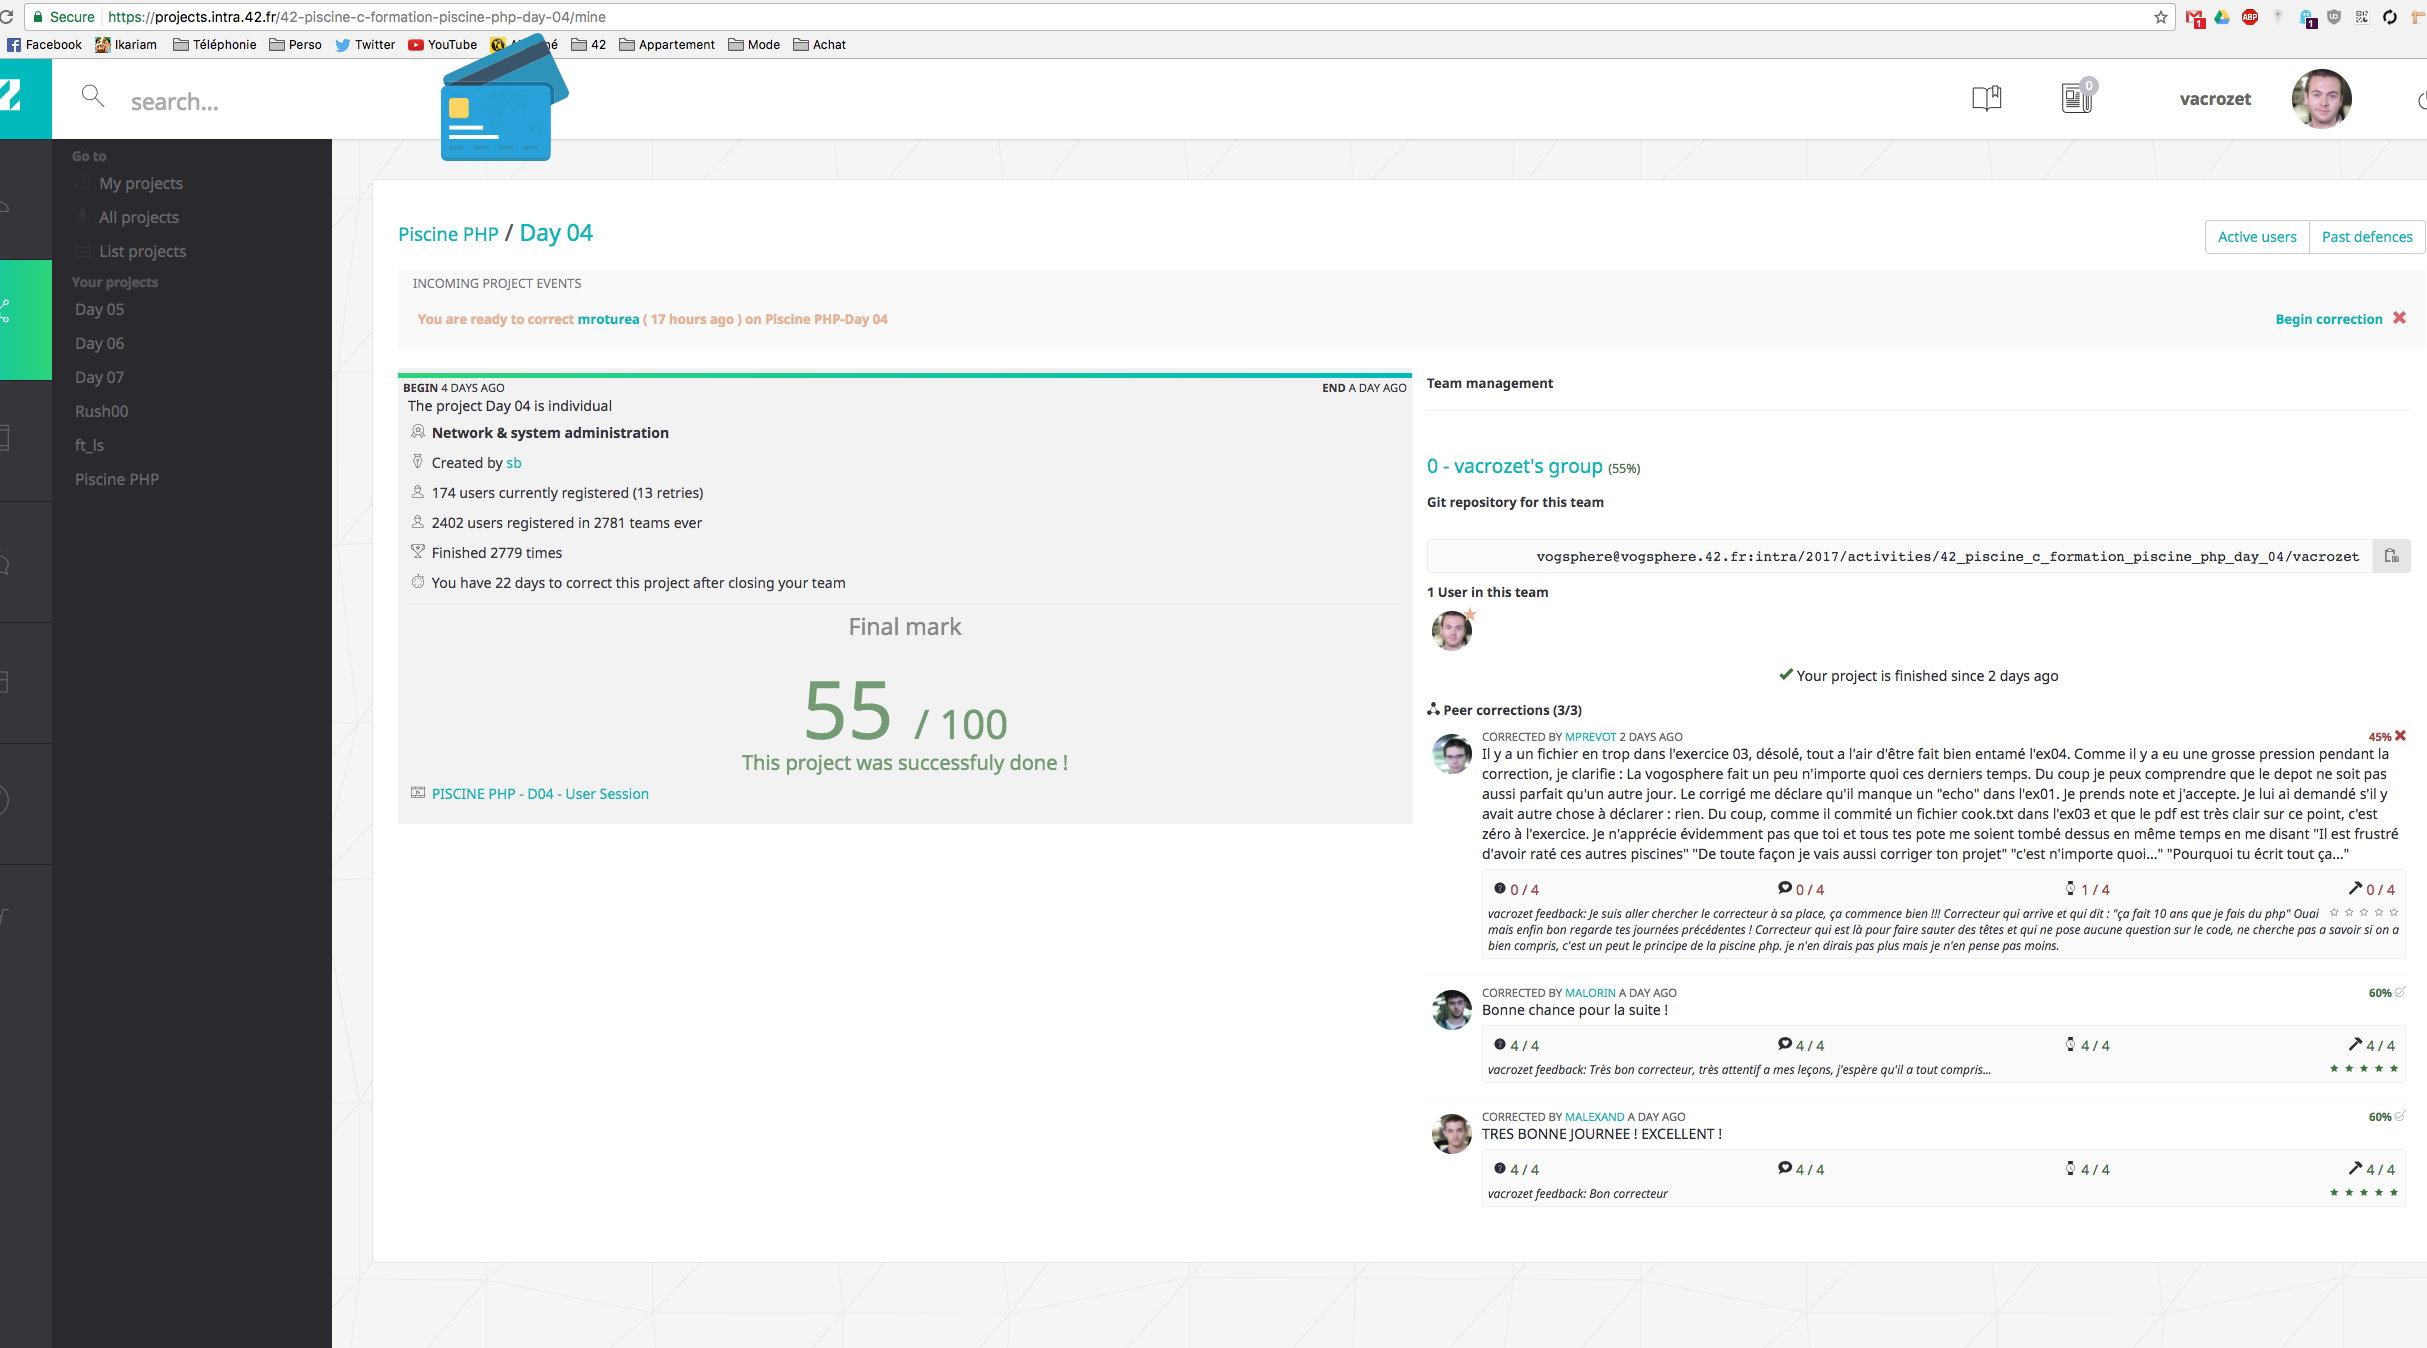 Secure https://projects.intra.42.fr/42-piscine-c-formation-piscine-php-day-04/mine
Facebook Ikariam Téléphonie Perso Twitter YouTube 42 Appartement Mode Achat
search...
0
vacrozet
Go to
My projects
All projects
List projects
Your projects
Day 05
Day 06
Day 07
Rush00
ft_ls
Piscine PHP
Piscine PHP / Day 04
Active users
Past defences
INCOMING PROJECT EVENTS
You are ready to correct mroturea ( 17 hours ago ) on Piscine PHP-Day 04
Begin correction
BEGIN 4 DAYS AGO
END A DAY AGO
The project Day 04 is individual
Network & system administration
Created by sb
174 users currently registered (13 retries)
2402 users registered in 2781 teams ever
Finished 2779 times
You have 22 days to correct this project after closing your team
Final mark
55 / 100
This project was successfuly done !
PISCINE PHP - D04 - User Session
Team management
0 - vacrozet's group (55%)
Git repository for this team
vogsphere@vogsphere.42.fr:intra/2017/activities/42_piscine_c_formation_piscine_php_day_04/vacrozet
1 User in this team
Your project is finished since 2 days ago
Peer corrections (3/3)
CORRECTED BY MPREVOT 2 DAYS AGO
45%
Il y a un fichier en trop dans l'exercice 03, désolé, tout a l'air d'être fait bien entamé l'ex04. Comme il y a eu une grosse pression pendant la
correction, je clarifie : La vogosphere fait un peu n'importe quoi ces derniers temps. Du coup je peux comprendre que le depot ne soit pas
aussi parfait qu'un autre jour. Le corrigé me déclare qu'il manque un "echo" dans l'ex01. Je prends note et j'accepte. Je lui ai demandé s'il y
avait autre chose à déclarer : rien. Du coup, comme il commité un fichier cook.txt dans l'ex03 et que le pdf est très clair sur ce point, c'est
zéro à l'exercice. Je n'apprécie évidemment pas que toi et tous tes pote me soient tombé dessus en même temps en me disant "Il est frustré
d'avoir raté ces autres piscines" "De toute façon je vais aussi corriger ton projet" "c'est n'importe quoi..." "Pourquoi tu écrit tout ça..."
0 / 4 0 / 4 1 / 4 0 / 4
vacrozet feedback: Je suis aller chercher le correcteur à sa place, ça commence bien !!! Correcteur qui arrive et qui dit : "ça fait 10 ans que je fais du php" Ouai
mais enfin bon regarde tes journées précédentes ! Correcteur qui est là pour faire sauter des têtes et qui ne pose aucune question sur le code, ne cherche pas a savoir si on a
bien compris, c'est un peut le principe de la piscine php. je n'en dirais pas plus mais je n'en pense pas moins.
CORRECTED BY MALORIN A DAY AGO
60%
Bonne chance pour la suite !
4 / 4 4 / 4 4 / 4 4 / 4
vacrozet feedback: Très bon correcteur, très attentif a mes leçons, j'espère qu'il a tout compris...
CORRECTED BY MALEXAND A DAY AGO
60%
TRES BONNE JOURNEE ! EXCELLENT !
4 / 4 4 / 4 4 / 4 4 / 4
vacrozet feedback: Bon correcteur